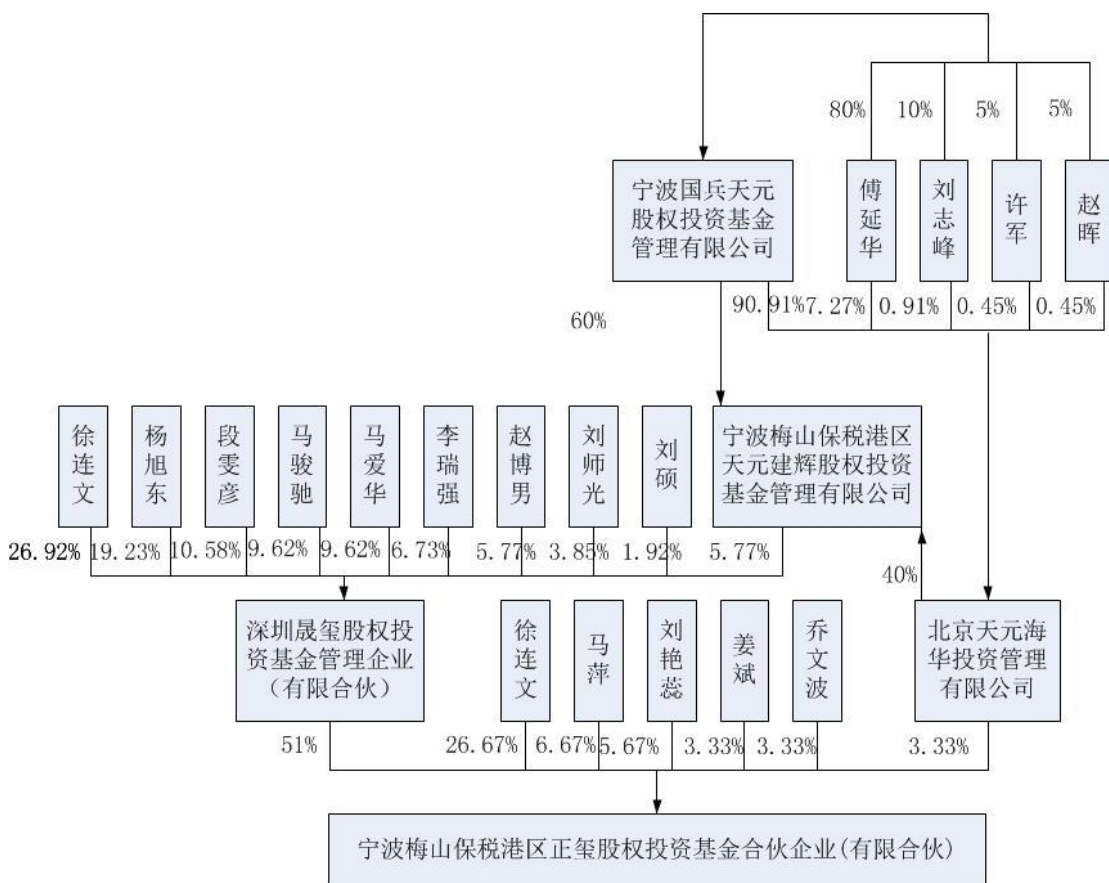 80%
10%
5%
5%
宁波国兵天元
股权投资基金
管理有限公司
傅延华
刘志峰
许军
赵晖
60%
90.91%
7.27%
0.91%
0.45%
0.45%
徐连文
杨旭东
段雯彦
马骏驰
马爱华
李瑞强
赵博男
刘师光
刘硕
宁波梅山保税港区
天元建辉股权投资
基金管理有限公司
26.92%
19.23%
10.58%
9.62%
9.62%
6.73%
5.77%
3.85%
1.92%
5.77%
40%
深圳晟玺股权投
资基金管理企业
（有限合伙）
徐连文
马萍
刘艳蕊
姜斌
乔文波
北京天元海
华投资管理
有限公司
51%
26.67%
6.67%
5.67%
3.33%
3.33%
3.33%
宁波梅山保税港区正玺股权投资基金合伙企业(有限合伙)